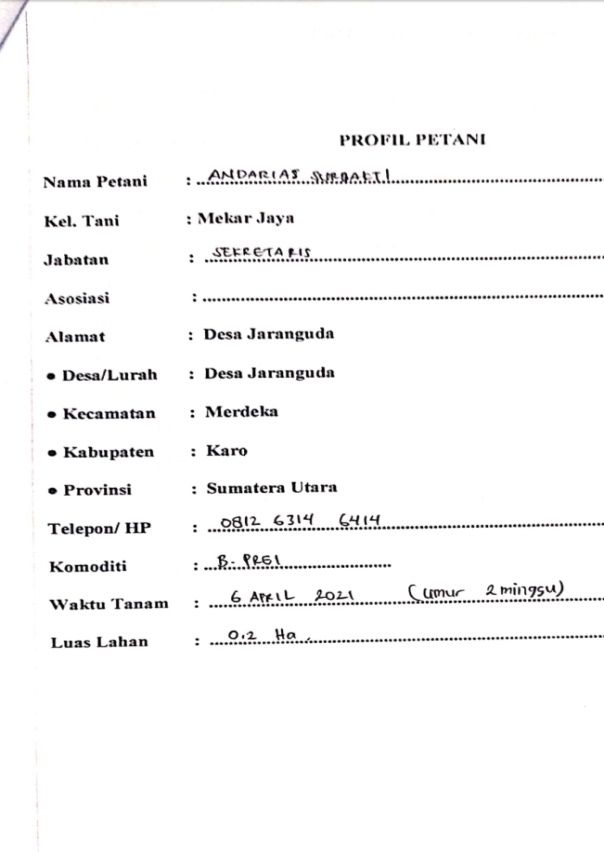 PROFIL PETANI
Nama Petani : ANDARIAS SURBAKTI
Kel. Tani : Mekar Jaya
Jabatan : SEKRETARIS
Asosiasi :
Alamat : Desa Jaranguda
• Desa/Lurah : Desa Jaranguda
• Kecamatan : Merdeka
• Kabupaten : Karo
• Provinsi : Sumatera Utara
Telepon/ HP : 0812 6314 6414
Komoditi : B. PREI
Waktu Tanam : 6 APRIL 2021 (umur 2 minggu)
Luas Lahan : 0.2 Ha